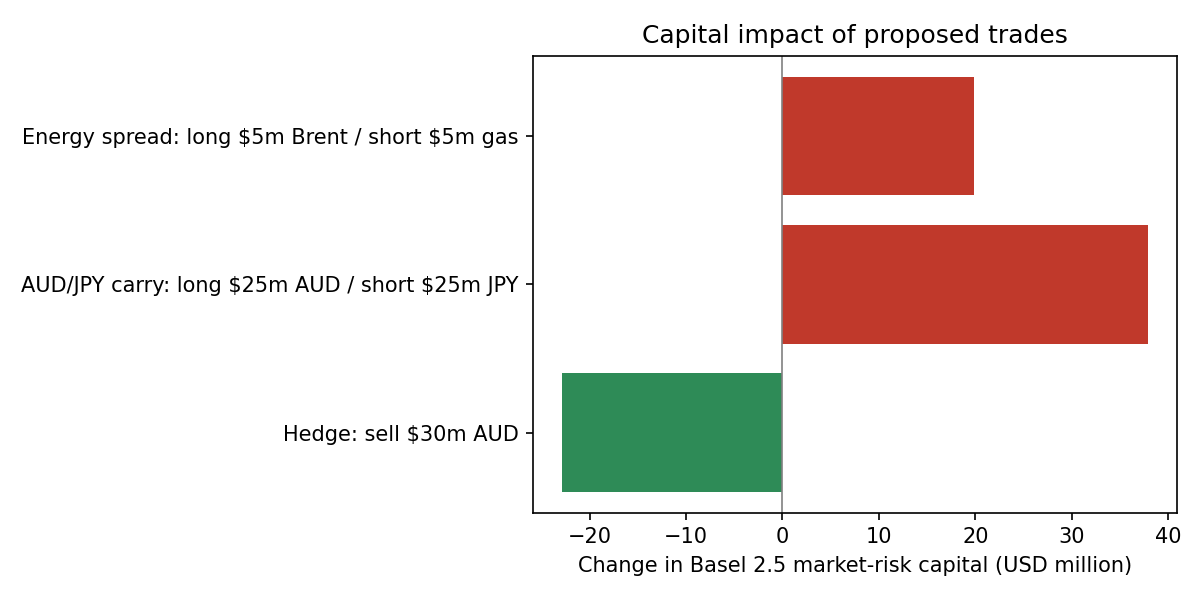 Capital impact of proposed trades
Energy spread: long $5m Brent / short $5m gas
AUD/JPY carry: long $25m AUD / short $25m JPY
Hedge: sell $30m AUD
−20 −10 0 10 20 30 40
Change in Basel 2.5 market-risk capital (USD million)